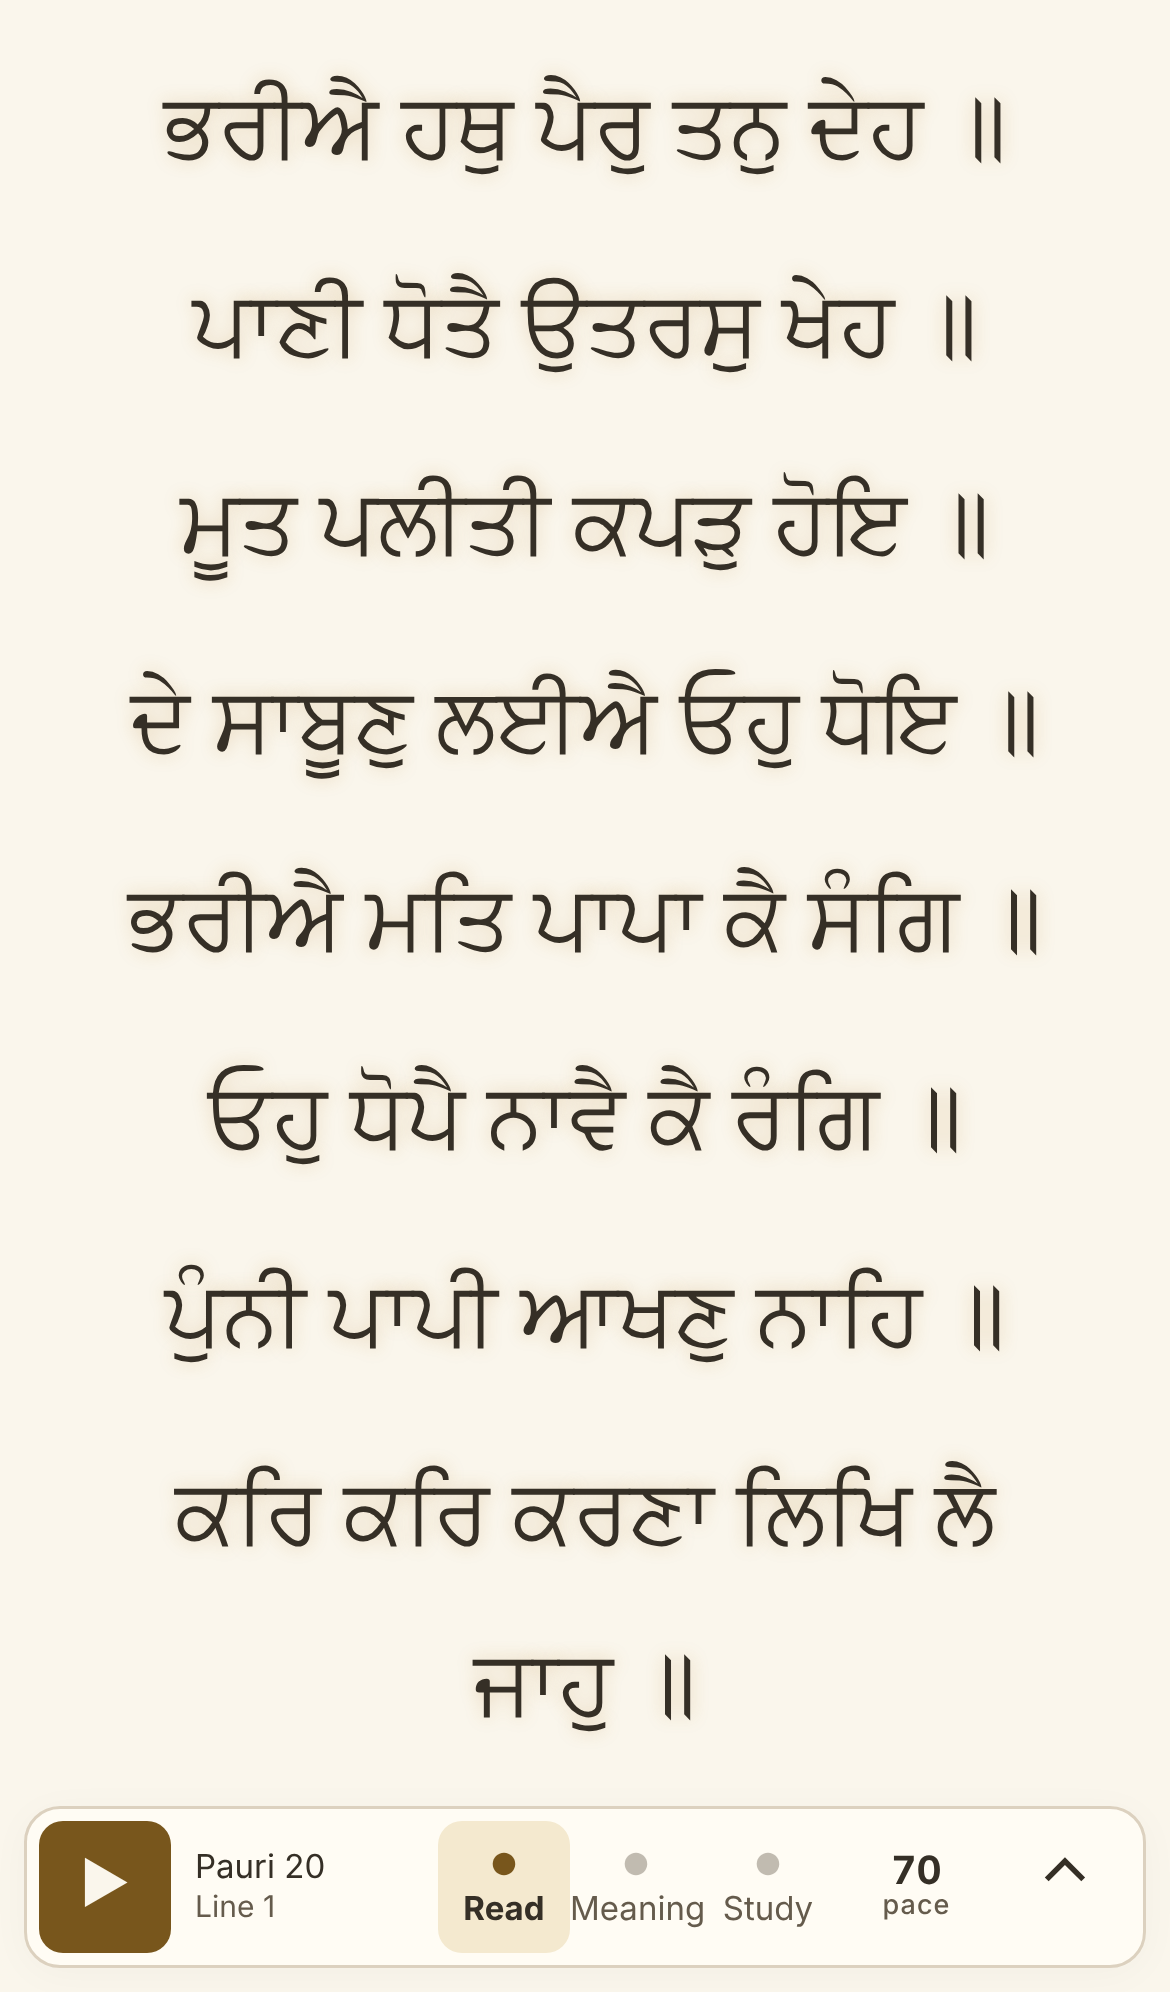 ਭਰੀਐ ਹਥੁ ਪੈਰੁ ਤਨੁ ਦੇਹ ॥
ਪਾਣੀ ਧੋਤੈ ਉਤਰਸੁ ਖੇਹ ॥
ਮੂਤ ਪਲੀਤੀ ਕਪੜੁ ਹੋਇ ॥
ਦੇ ਸਾਬੂਣੁ ਲਈਐ ਓਹੁ ਧੋਇ ॥
ਭਰੀਐ ਮਤਿ ਪਾਪਾ ਕੈ ਸੰਗਿ ॥
ਓਹੁ ਧੋਪੈ ਨਾਵੈ ਕੈ ਰੰਗਿ ॥
ਪੁੰਨੀ ਪਾਪੀ ਆਖਣੁ ਨਾਹਿ ॥
ਕਰਿ ਕਰਿ ਕਰਣਾ ਲਿਖਿ ਲੈ
ਜਾਹੁ ॥
Pauri 20
Line 1
Read
Meaning
Study
70
pace